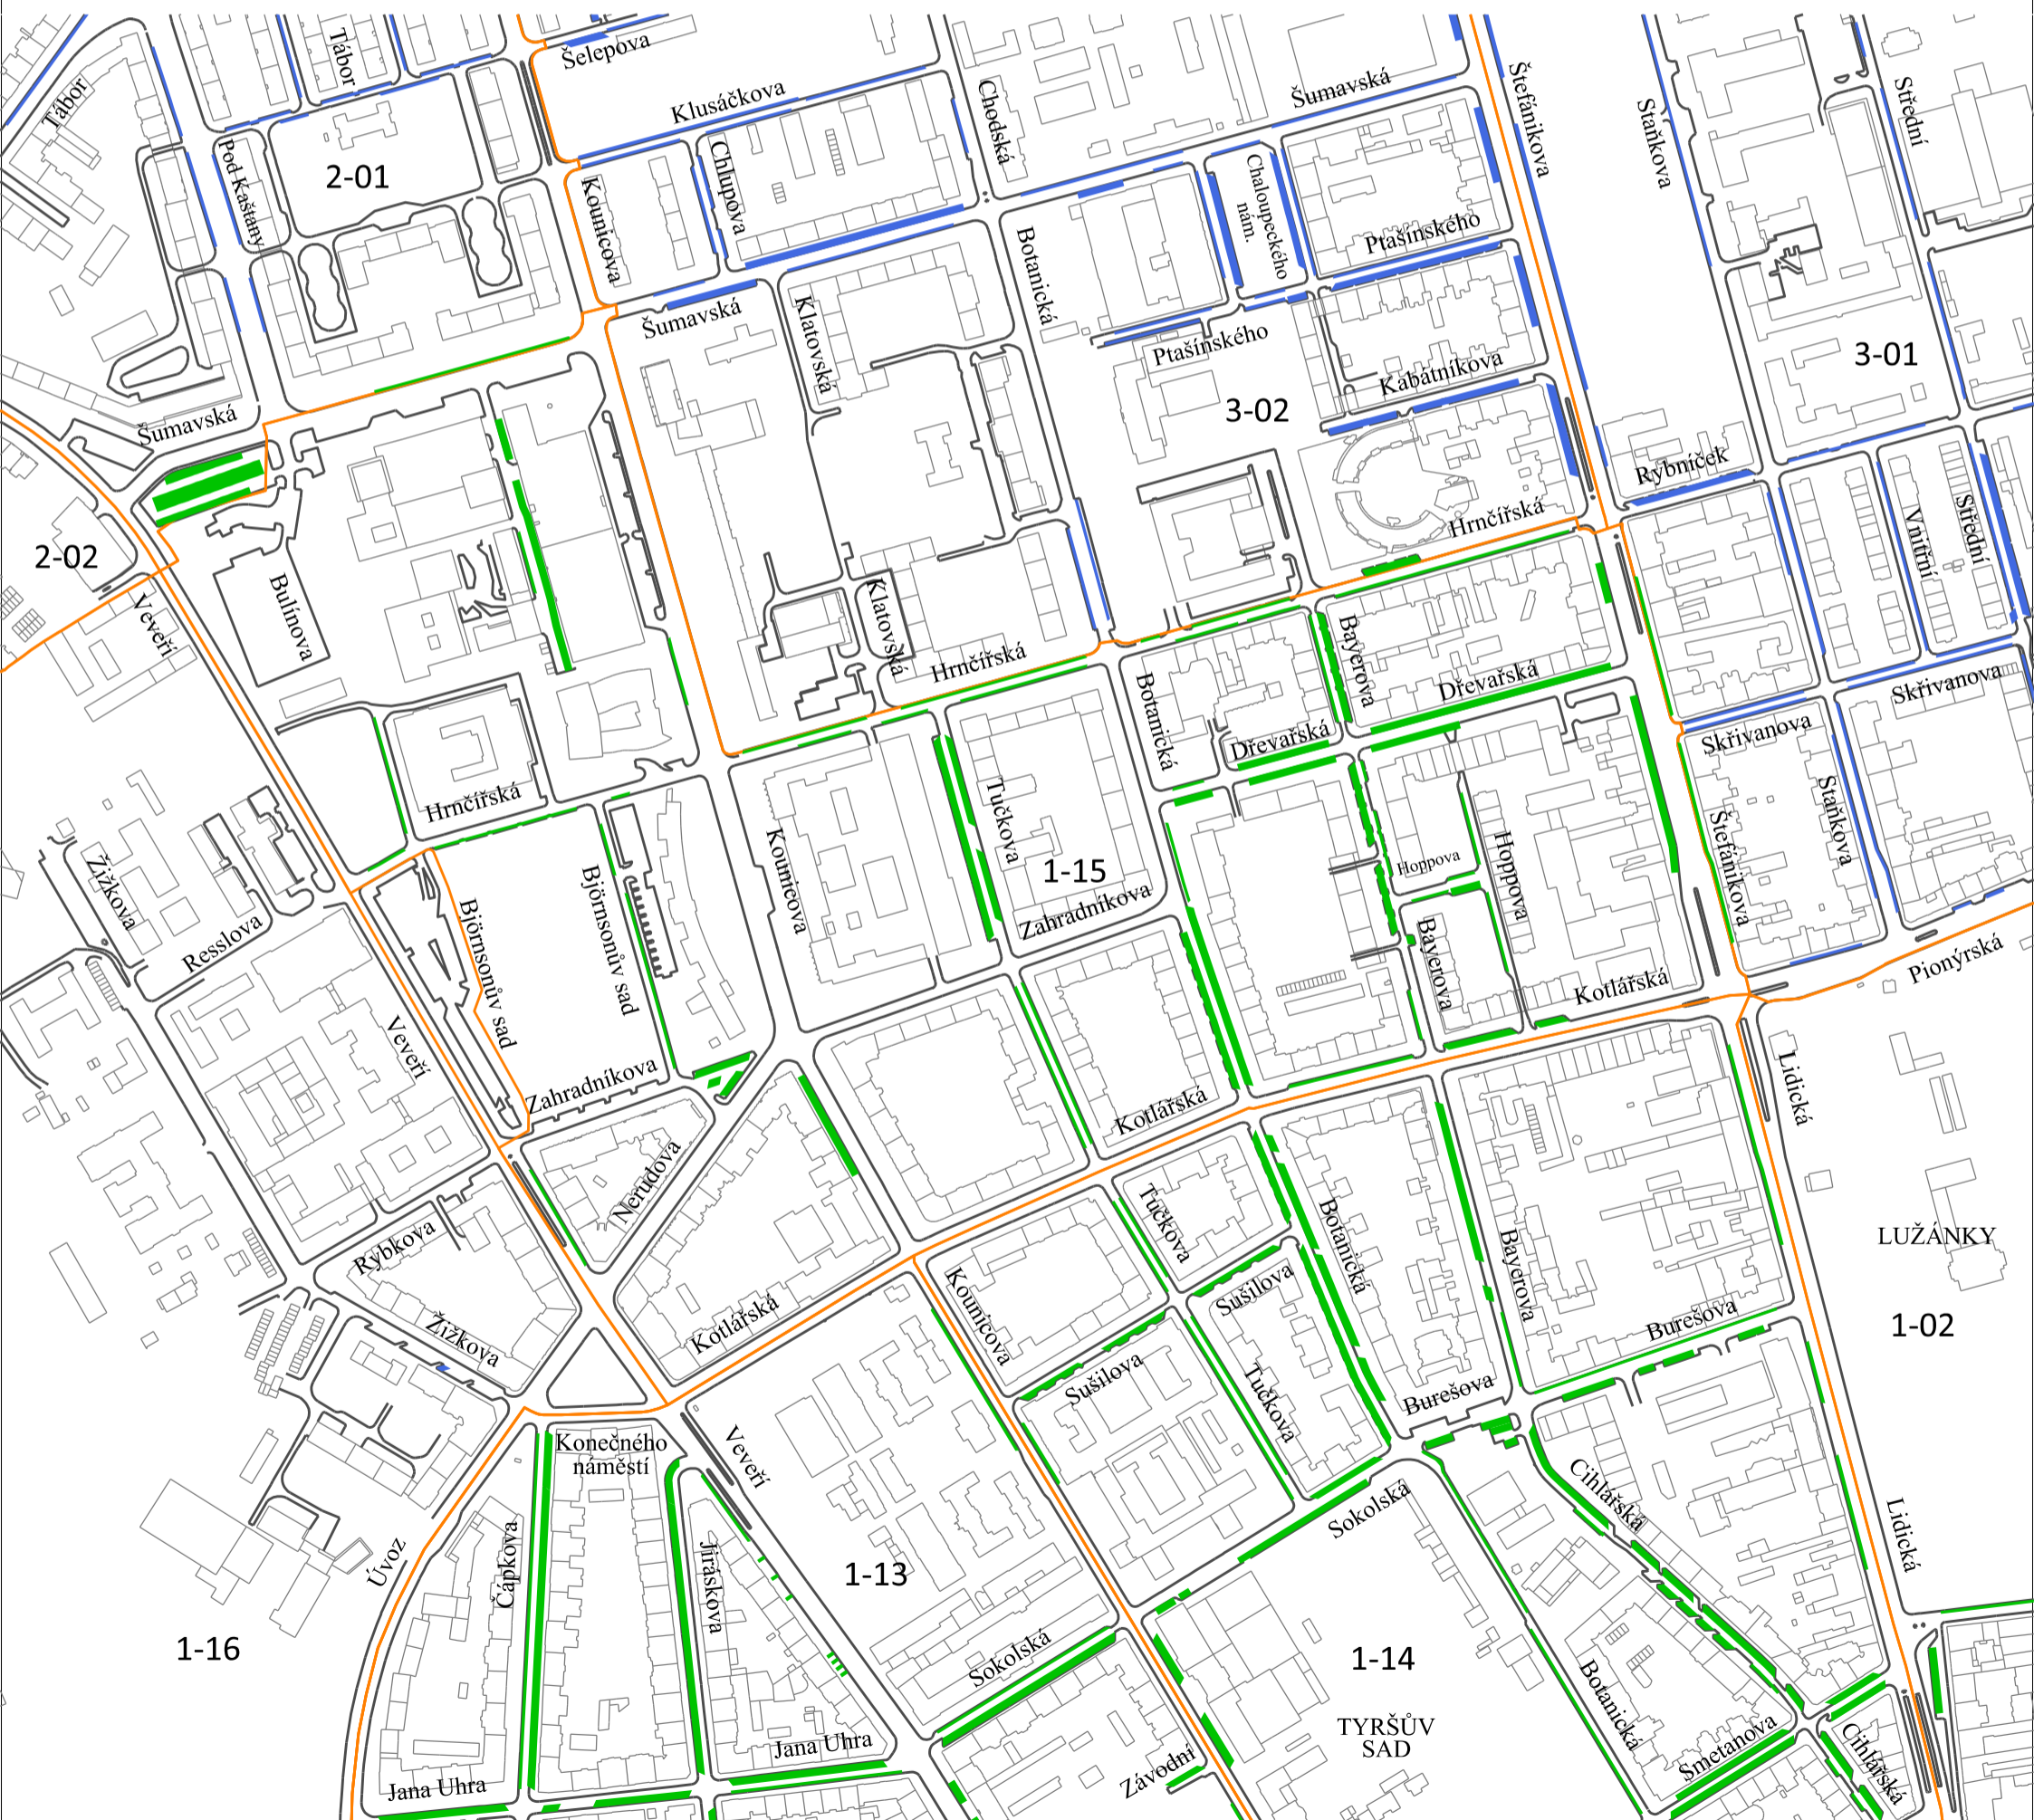 Šelepova
Tábor
Tábor
Klusáčkova
Chodská
Šumavská
Štefánikova
Staňkova
Střední
Pod Kaštany
2-01
Kounicova
Chlupova
Chaloupeckého
nám.
Ptašínského
Botanická
Šumavská
Klatovská
Ptašínského
Kabátníkova
3-01
3-02
Šumavská
Rybníček
Hrnčířská
Vnitřní
Střední
2-02
Veveří
Bulínova
Klatovská
Hrnčířská
Botanická
Bayerova
Dřevařská
Skřivanova
Skřivanova
Dřevařská
Hrnčířská
Tučkova
Kounicova
Hoppova
Hoppova
Štefánikova
Staňkova
1-15
Zahradníkova
Žižkova
Resslova
Björnsonův sad
Björnsonův sad
Bayerova
Kotlářská
Pionýrská
Veveří
Zahradníkova
Kotlářská
Lidická
Nerudova
Rybkova
Tučkova
Botanická
Bayerova
LUŽÁNKY
Sušilova
Žižkova
Kotlářská
Kounicova
Burešova
1-02
Sušilova
Tučkova
Burešova
Konečného
náměstí
Veveří
Cihlářská
Sokolská
Lidická
Úvoz
Čápkova
Jiráskova
1-13
1-16
Sokolská
1-14
Botanická
TYRŠŮV
SAD
Jana Uhra
Závodní
Smetanova
Cihlářská
Jana Uhra